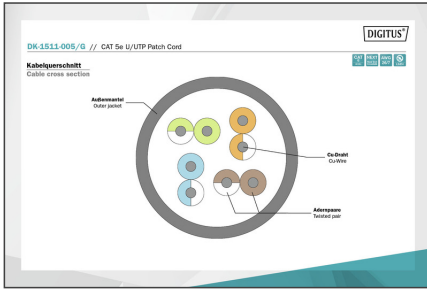 DIGITUS®
DK-1511-005/G // CAT 5e U/UTP Patch Cord
Kabelquerschnitt
Cable cross section
Außenmantel
Outer jacket
Cu-Draht
Cu-Wire
Aderspaare
Twisted pair